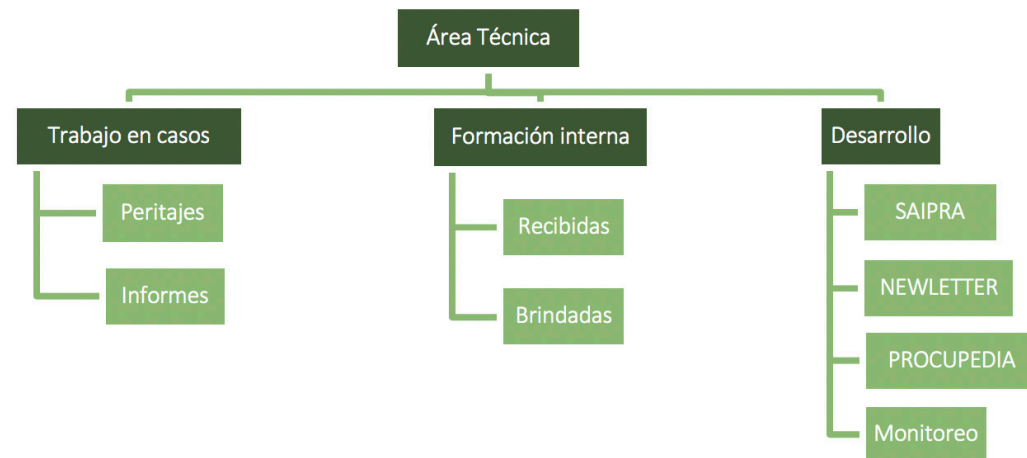 Área Técnica
Trabajo en casos
Peritajes
Informes
Formación interna
Recibidas
Brindadas
Desarrollo
SAIPRA
NEWLETTER
PROCUPEDIA
Monitoreo